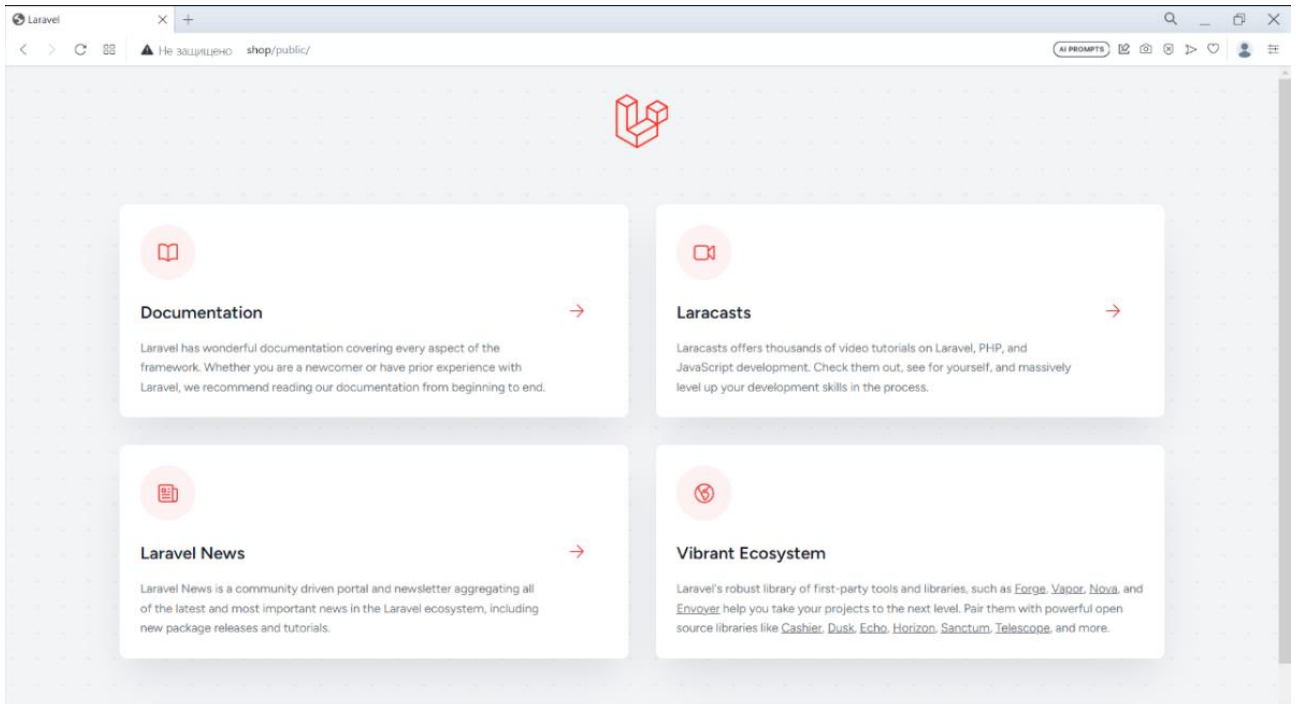 Laravel
Не защищено shop/public/
AI PROMPTS
Documentation
Laravel has wonderful documentation covering every aspect of the
framework. Whether you are a newcomer or have prior experience with
Laravel, we recommend reading our documentation from beginning to end.
Laracasts
Laracasts offers thousands of video tutorials on Laravel, PHP, and
JavaScript development. Check them out, see for yourself, and massively
level up your development skills in the process.
Laravel News
Laravel News is a community driven portal and newsletter aggregating all
of the latest and most important news in the Laravel ecosystem, including
new package releases and tutorials.
Vibrant Ecosystem
Laravel's robust library of first-party tools and libraries, such as Forge, Vapor, Nova, and
Envoyer help you take your projects to the next level. Pair them with powerful open
source libraries like Cashier, Dusk, Echo, Horizon, Sanctum, Telescope, and more.